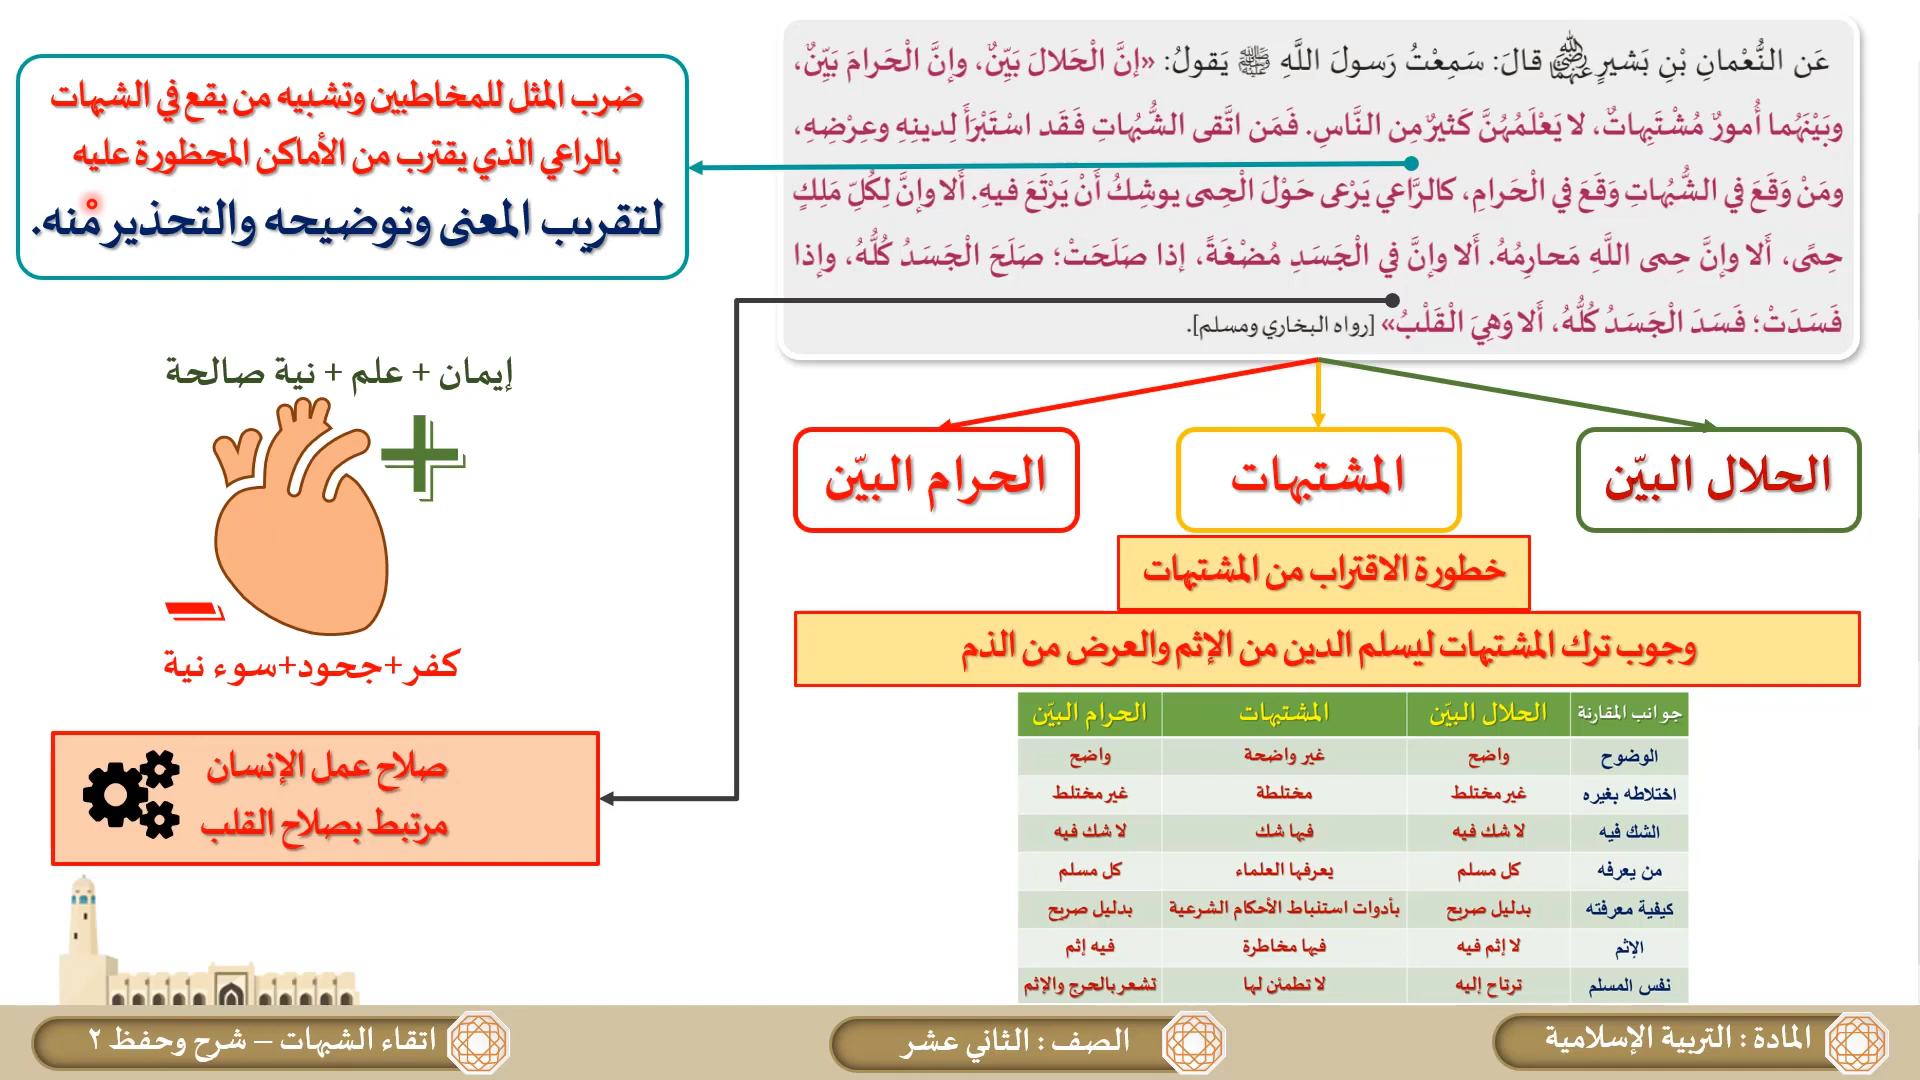 عَن النُّعْمانِ بْنِ بَشيرٍ رضي الله عنهما قالَ: سَمِعْتُ رَسولَ اللَّهِ ﷺ يَقولُ: «إنَّ الْحَلالَ بَيِّنٌ، وإنَّ الْحَرامَ بَيِّنٌ،
وبَيْنَهُما أُمورٌ مُشْتَبِهاتٌ، لا يَعْلَمُهُنَّ كَثيرٌ مِن النَّاسِ. فَمَن اتَّقى الشُّبُهاتِ فَقَد اسْتَبْرَأَ لِدينِهِ وعِرْضِهِ،
ومَنْ وَقَعَ في الشُّبُهاتِ وَقَعَ في الْحَرامِ، كالرَّاعي يَرْعى حَوْلَ الْحِمى يوشِكُ أَنْ يَرْتَعَ فيهِ. أَلا وإنَّ لِكُلِّ مَلِكٍ
حِمًى، أَلا وإنَّ حِمى اللَّهِ مَحارِمُهُ. أَلا وإنَّ في الْجَسَدِ مُضْغَةً، إذا صَلَحَتْ؛ صَلَحَ الْجَسَدُ كُلُّهُ، وإذا
فَسَدَتْ؛ فَسَدَ الْجَسَدُ كُلُّهُ، أَلا وَهِيَ الْقَلْبُ» [رواه البخاري ومسلم].
ضرب المثل للمخاطبين وتشبيه من يقع في الشبهات
بالراعي الذي يقترب من الأماكن المحظورة عليه
لتقريب المعنى وتوضيحه والتحذير منه.
إيمان + علم + نية صالحة
كفر+جحود+سوء نية
صلاح عمل الإنسان
مرتبط بصلاح القلب
الحلال البيّن
المشتبهات
الحرام البيّن
خطورة الاقتراب من المشتبهات
وجوب ترك المشتبهات ليسلم الدين من الإثم والعرض من الذم
جوانب المقارنة الحلال البيّن المشتبهات الحرام البيّن
الوضوح واضح غير واضحة واضح
اختلاطه بغيره غير مختلط مختلطة غير مختلط
الشك فيه لا شك فيه فيها شك لا شك فيه
من يعرفه كل مسلم يعرفها العلماء كل مسلم
كيفية معرفته بدليل صريح بأدوات استنباط الأحكام الشرعية بدليل صريح
الإثم لا إثم فيه فيها مخاطرة فيه إثم
نفس المسلم ترتاح إليه لا تطمئن لها تشعر بالحرج والإثم
المادة : التربية الإسلامية
الصف : الثاني عشر
اتقاء الشبهات – شرح وحفظ ٢